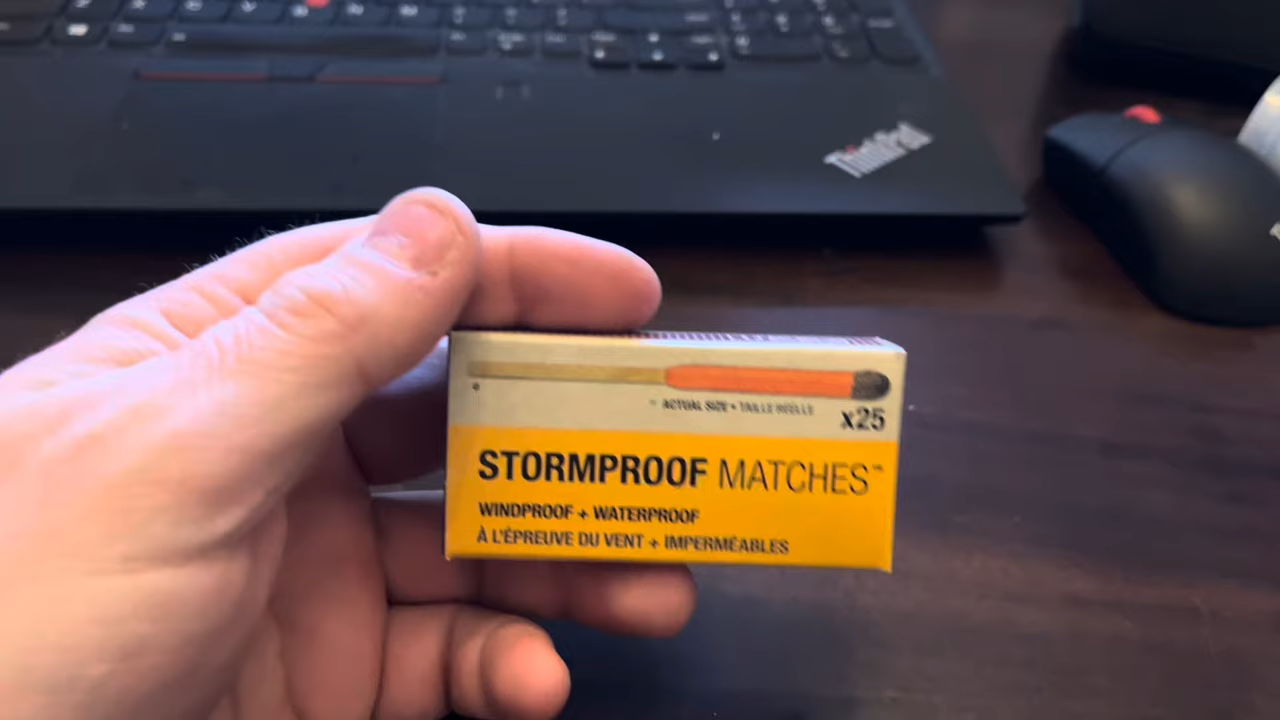 ThinkPad
ACTUAL SIZE • TAILLE RÉELLE
x25
STORMPROOF MATCHES™
WINDPROOF + WATERPROOF
À L'ÉPREUVE DU VENT + IMPERMÉABLES